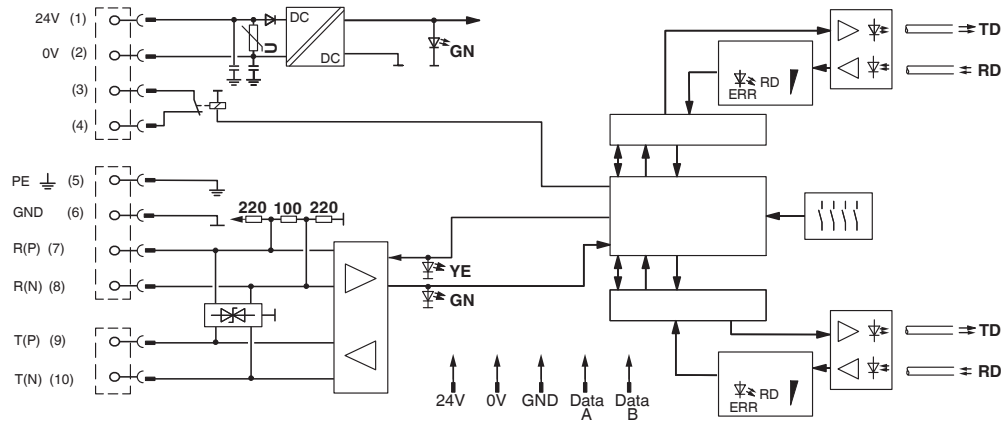 24V (1)
0V (2)
(3)
(4)
U
DC
DC
GN
PE (5)
GND (6)
R(P) (7)
R(N) (8)
T(P) (9)
T(N) (10)
220 100 220
YE
GN
RD
ERR
TD
RD
RD
ERR
TD
RD
24V 0V GND Data Data
A B